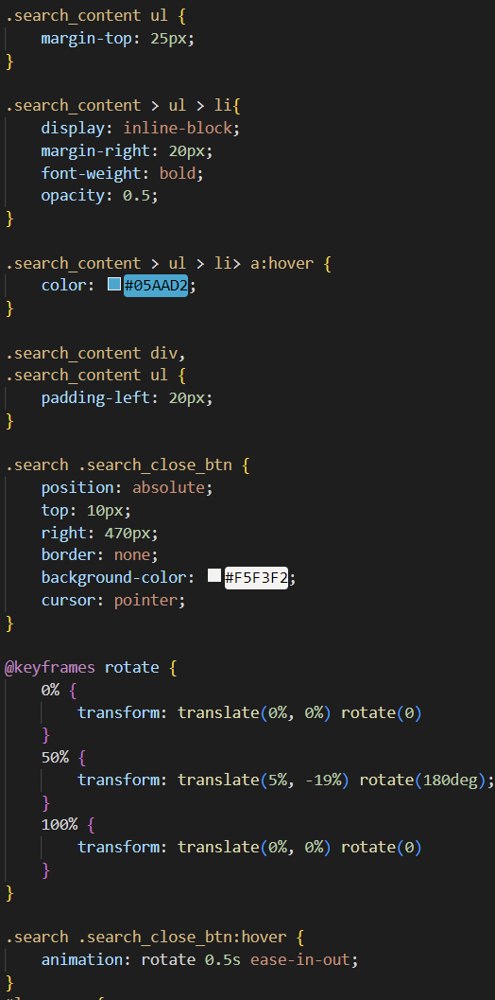 .search_content ul {
    margin-top: 25px;
}
.search_content > ul > li{
    display: inline-block;
    margin-right: 20px;
    font-weight: bold;
    opacity: 0.5;
}
.search_content > ul > li> a:hover {
    color: #05AAD2;
}
.search_content div,
.search_content ul {
    padding-left: 20px;
}
.search .search_close_btn {
    position: absolute;
    top: 10px;
    right: 470px;
    border: none;
    background-color: #F5F3F2;
    cursor: pointer;
}
@keyframes rotate {
    0% {
        transform: translate(0%, 0%) rotate(0)
    }
    50% {
        transform: translate(5%, -19%) rotate(180deg);
    }
    100% {
        transform: translate(0%, 0%) rotate(0)
    }
}
.search .search_close_btn:hover {
    animation: rotate 0.5s ease-in-out;
}